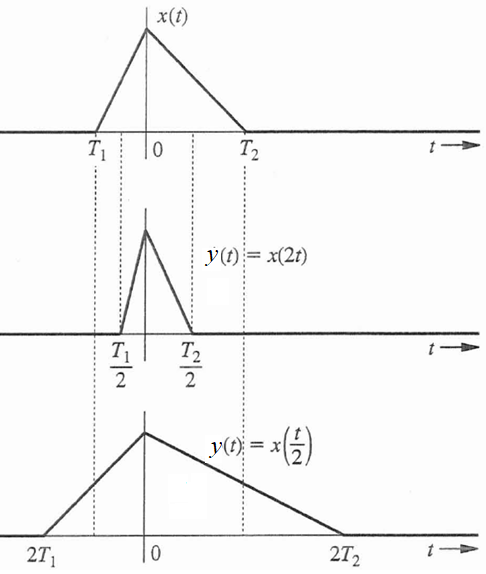 x(t)
T₁ 0 T₂ t
y(t) = x(2t)
T₁/2 T₂/2 t
y(t) = x(t/2)
2T₁ 0 2T₂ t